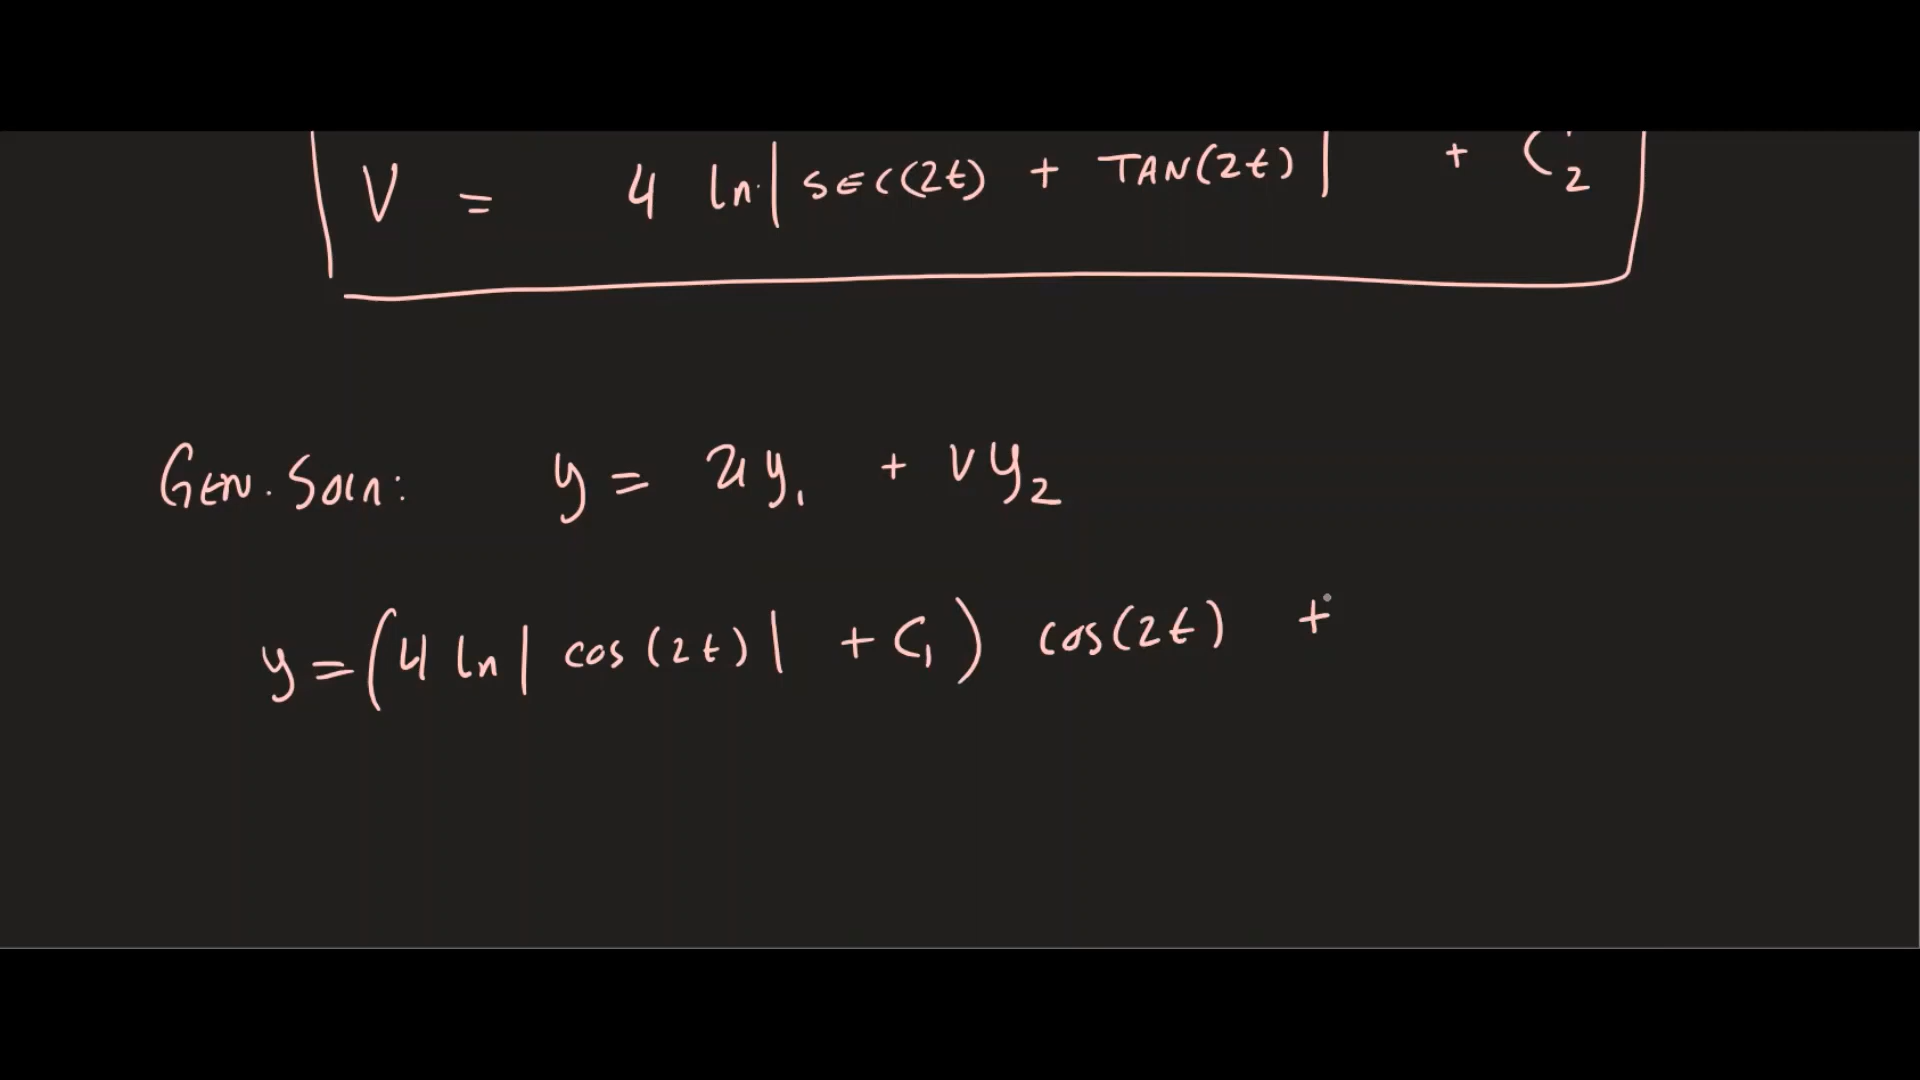 V = 4 ln|SEC(2t) + TAN(2t)| + C₂
GEN. SOLN: y = uy₁ + vy₂
y = (4 ln|cos(2t)| + C₁) cos(2t) +